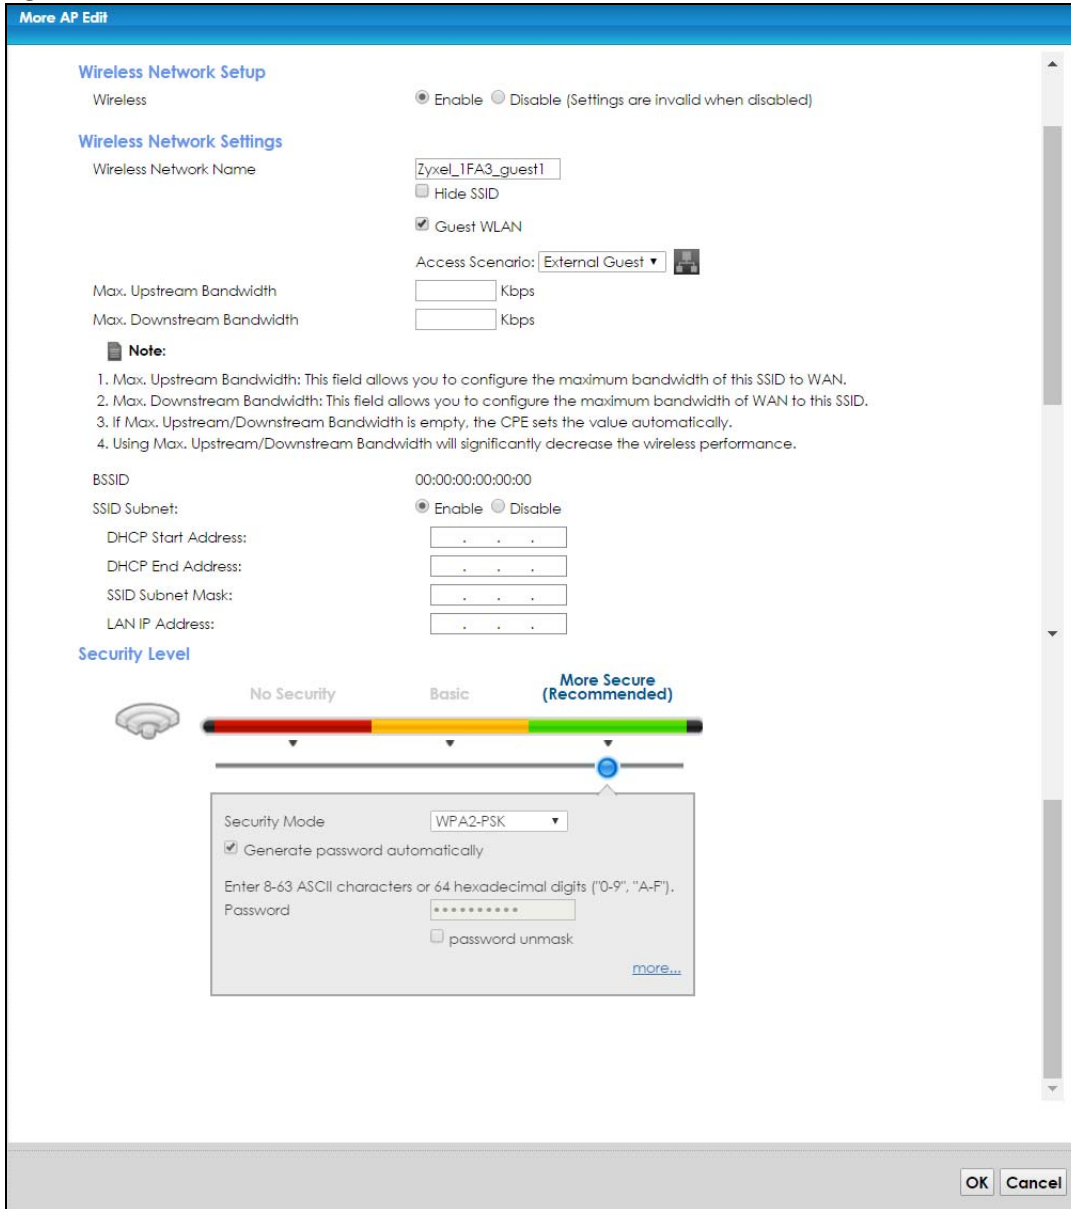 More AP Edit
Wireless Network Setup
Wireless Enable Disable (Settings are invalid when disabled)
Wireless Network Settings
Wireless Network Name Zyxel_1FA3_guest1
Hide SSID
Guest WLAN
Access Scenario: External Guest
Max. Upstream Bandwidth Kbps
Max. Downstream Bandwidth Kbps
Note:
1. Max. Upstream Bandwidth: This field allows you to configure the maximum bandwidth of this SSID to WAN.
2. Max. Downstream Bandwidth: This field allows you to configure the maximum bandwidth of WAN to this SSID.
3. If Max. Upstream/Downstream Bandwidth is empty, the CPE sets the value automatically.
4. Using Max. Upstream/Downstream Bandwidth will significantly decrease the wireless performance.
BSSID 00:00:00:00:00:00
SSID Subnet: Enable Disable
DHCP Start Address: . . .
DHCP End Address: . . .
SSID Subnet Mask: . . .
LAN IP Address: . . .
Security Level
No Security Basic More Secure
(Recommended)
Security Mode WPA2-PSK
Generate password automatically
Enter 8-63 ASCII characters or 64 hexadecimal digits ("0-9", "A-F").
Password ••••••••••
password unmask
more...
OK Cancel